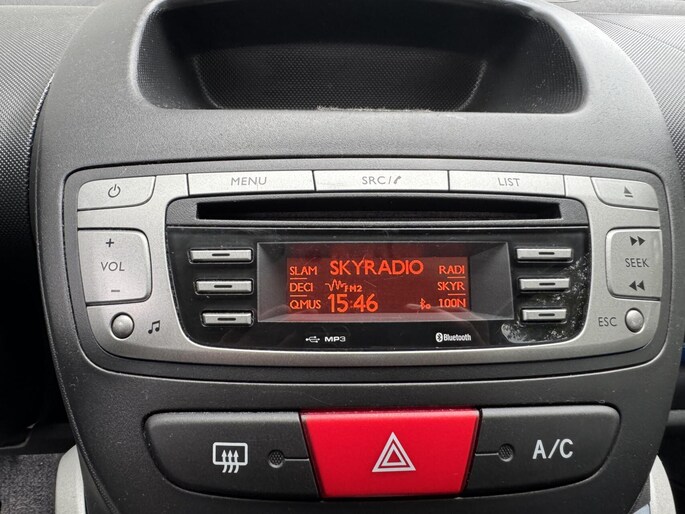 MENU
SRC/
LIST
+
VOL
−
SEEK
ESC
SLAM SKYRADIO RADI
DECI FM2 SKYR
QMUS 15:46 100N
MP3
Bluetooth
A/C